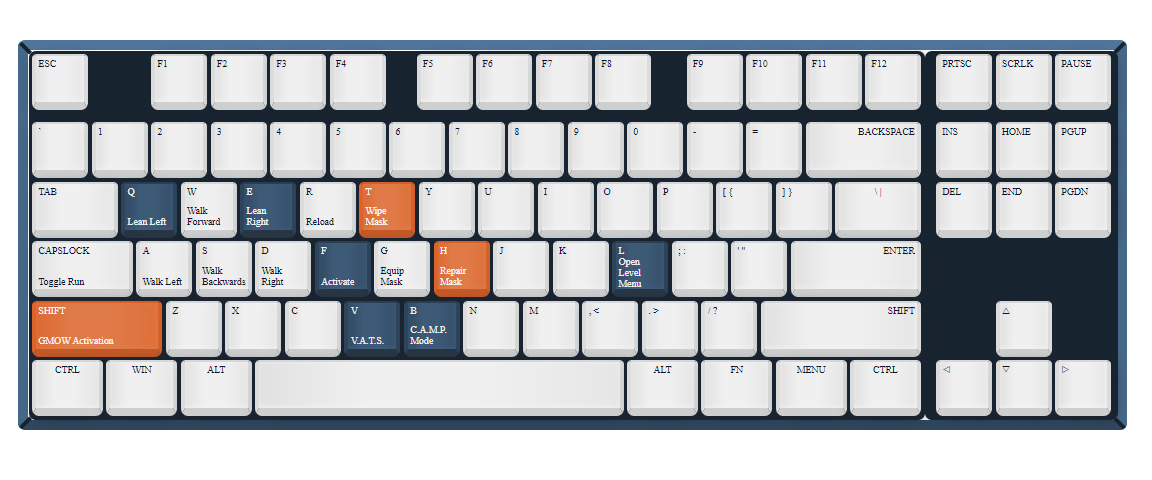 ESC F1 F2 F3 F4 F5 F6 F7 F8 F9 F10 F11 F12 PRTSC SCRLK PAUSE
` 1 2 3 4 5 6 7 8 9 0 - = BACKSPACE INS HOME PGUP
TAB Q W E R T Y U I O P [ { ] } \ | DEL END PGDN
Lean Left
Walk
Forward
Lean
Right
Reload
Wipe
Mask
CAPSLOCK A S D F G H J K L ; : ' " ENTER
Toggle Run
Walk Left
Walk
Backwards
Walk
Right
Activate
Equip
Mask
Repair
Mask
Open
Level
Menu
SHIFT Z X C V B N M , < . > / ? SHIFT △
GMOW Activation
V.A.T.S.
C.A.M.P.
Mode
CTRL WIN ALT ALT FN MENU CTRL ◁ ▽ ▷